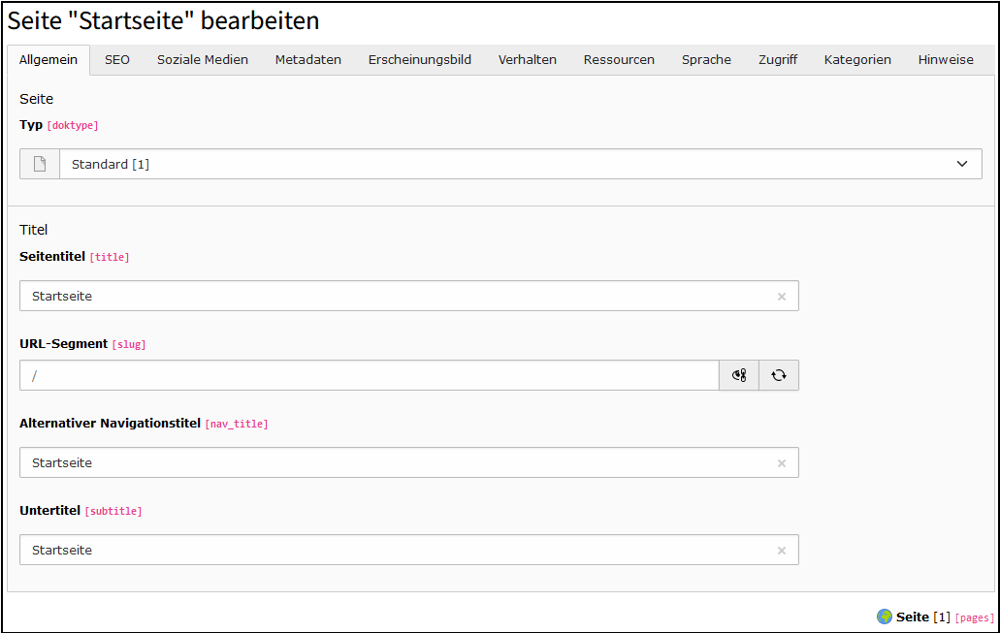 Seite "Startseite" bearbeiten
Allgemein SEO Soziale Medien Metadaten Erscheinungsbild Verhalten Ressourcen Sprache Zugriff Kategorien Hinweise
Seite
Typ [doktype]
Standard [1]
Titel
Seitentitel [title]
Startseite
URL-Segment [slug]
/
Alternativer Navigationstitel [nav_title]
Startseite
Untertitel [subtitle]
Startseite
Seite [1] [pages]